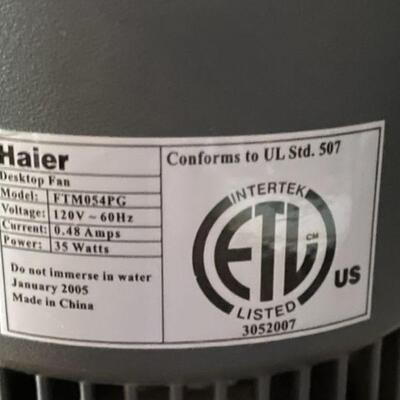 Haier
Desktop Fan
Model: FTM054PG
Voltage: 120V ~ 60Hz
Current: 0.48 Amps
Power: 35 Watts
Do not immerse in water
January 2005
Made in China
Conforms to UL Std. 507
INTERTEK
ETL CM
US
LISTED
3052007